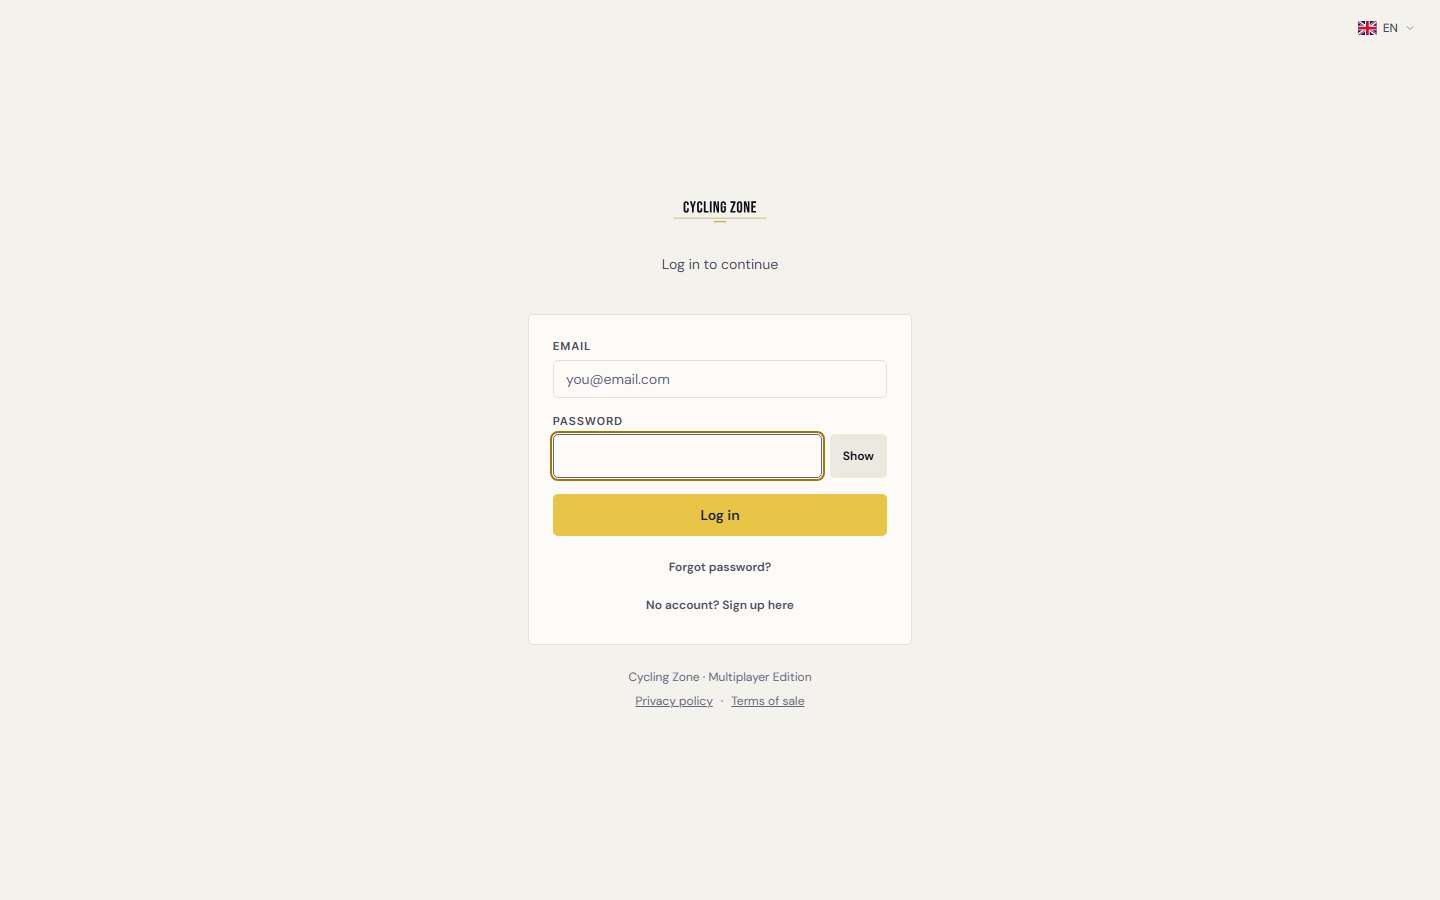 EN
CYCLING ZONE
Log in to continue
EMAIL
you@email.com
PASSWORD
Show
Log in
Forgot password?
No account? Sign up here
Cycling Zone · Multiplayer Edition
Privacy policy · Terms of sale